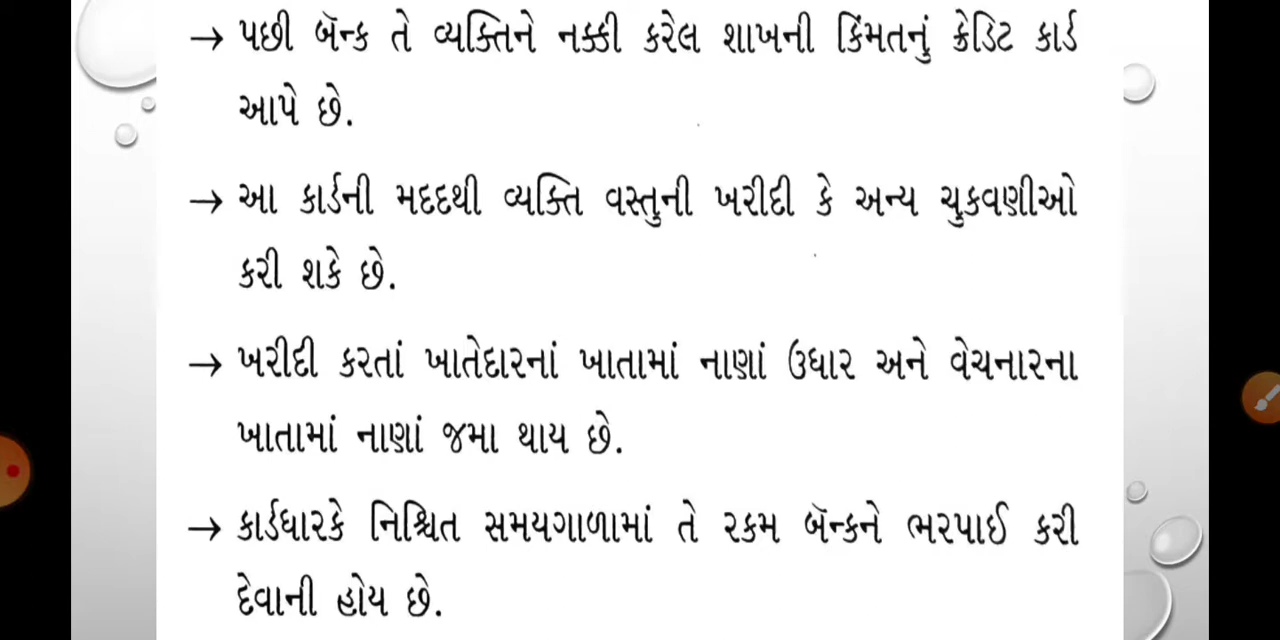 → પછી બૅન્ક તે વ્યક્તિને નક્કી કરેલ શાખની કિંમતનું ક્રેડિટ કાર્ડ
આપે છે.
→ આ કાર્ડની મદદથી વ્યક્તિ વસ્તુની ખરીદી કે અન્ય ચુકવણીઓ
કરી શકે છે.
→ ખરીદી કરતાં ખાતેદારનાં ખાતામાં નાણાં ઉધાર અને વેચનારના
ખાતામાં નાણાં જમા થાય છે.
→ કાર્ડધારકે નિશ્ચિત સમયગાળામાં તે રકમ બૅન્કને ભરપાઈ કરી
દેવાની હોય છે.